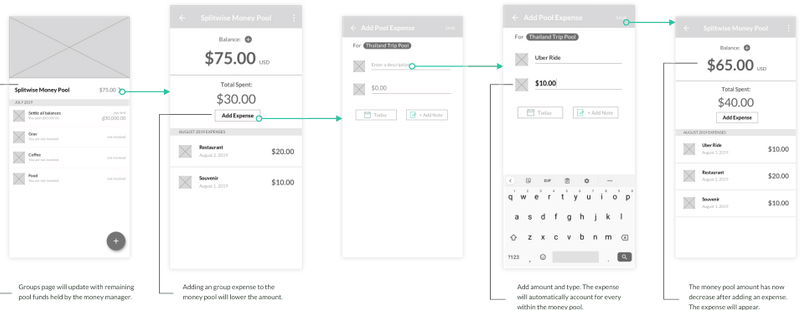 Splitwise Money Pool
$75.00
JULY 2019
Settle all balances
Oner
Coffee
Food
+
Groups page will update with remaining
pool funds held by the money manager.
Splitwise Money Pool
Balance:
$75.00 USD
Total Spent:
$30.00
Add Expense
AUGUST 2019 EXPENSES
Restaurant
August 3, 2019
$20.00
Souvenir
August 1, 2019
$10.00
Adding an group expense to the
money pool will lower the amount.
Add Pool Expense
For Thailand Trip Pool
Enter a description
$0.00
Today
+ Add Note
Add Pool Expense
For Thailand Trip Pool
Uber Ride
$10.00
Today
+ Add Note
GIF
q w e r t y u i o p
a s d f g h j k l
z x c v b n m
?123 , .
Add amount and type. The expense
will automatically account for every
within the money pool.
Splitwise Money Pool
Balance:
$65.00 USD
Total Spent:
$40.00
Add Expense
AUGUST 2019 EXPENSES
Uber Ride
August 3, 2019
$10.00
Restaurant
August 3, 2019
$20.00
Souvenir
August 1, 2019
$10.00
The money pool amount has now
decrease after adding an expense.
The expense will appear.